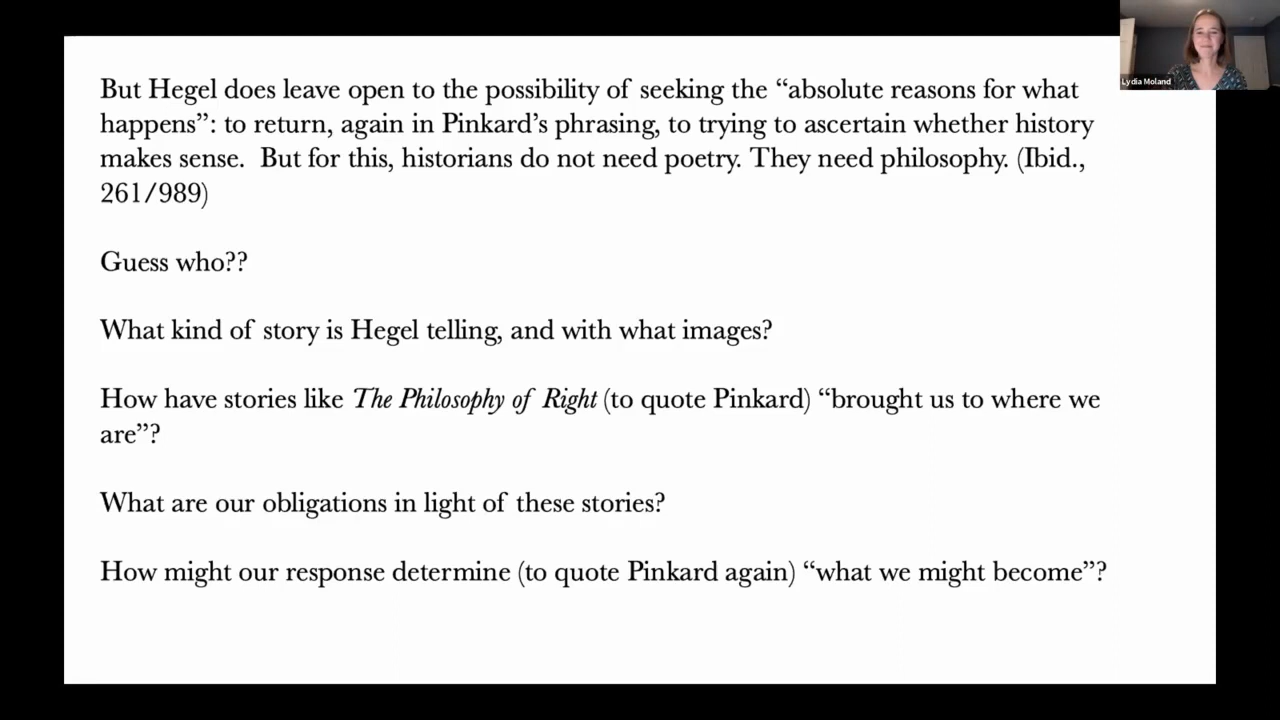 But Hegel does leave open to the possibility of seeking the “absolute reasons for what
happens”: to return, again in Pinkard’s phrasing, to trying to ascertain whether history
makes sense.  But for this, historians do not need poetry. They need philosophy. (Ibid.,
261/989)
Guess who??
What kind of story is Hegel telling, and with what images?
How have stories like The Philosophy of Right (to quote Pinkard) “brought us to where we
are”?
What are our obligations in light of these stories?
How might our response determine (to quote Pinkard again) “what we might become”?
Lydia Moland